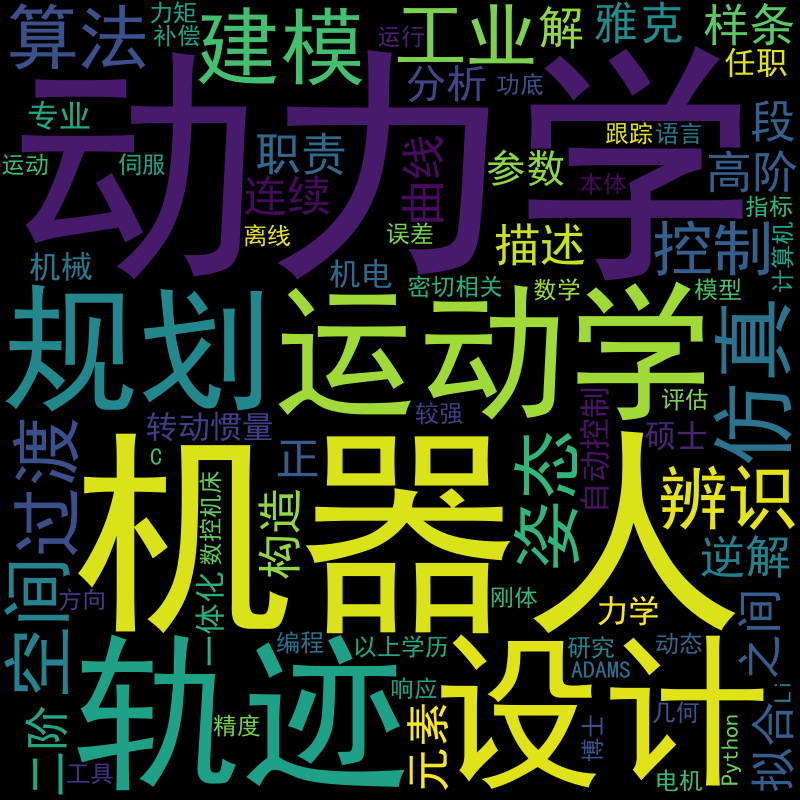 算法
力矩
补偿
建模
工业
运行
解
雅克
样条
任职
动力学
分析
功底
专业
职责
曲线
参数
跟踪
语言
段
高阶
运动
伺服
连续
本体
指标
离线
误差
描述
控制
计算机
机械
机电
密切相关
数学
模型
规划
运动学
仿真
过渡
转动惯量
较强
自动控制
评估
硕士
C
正
姿态
辨识
机器人
数控机床
构造
逆解
空间
方向
一体化
刚体
力学
之间
轨迹
编程
以上学历
设计
研究
动态
ADAMS
响应
Li
二阶
精度
元素
博士
几何
Python
拟合
工具
电机